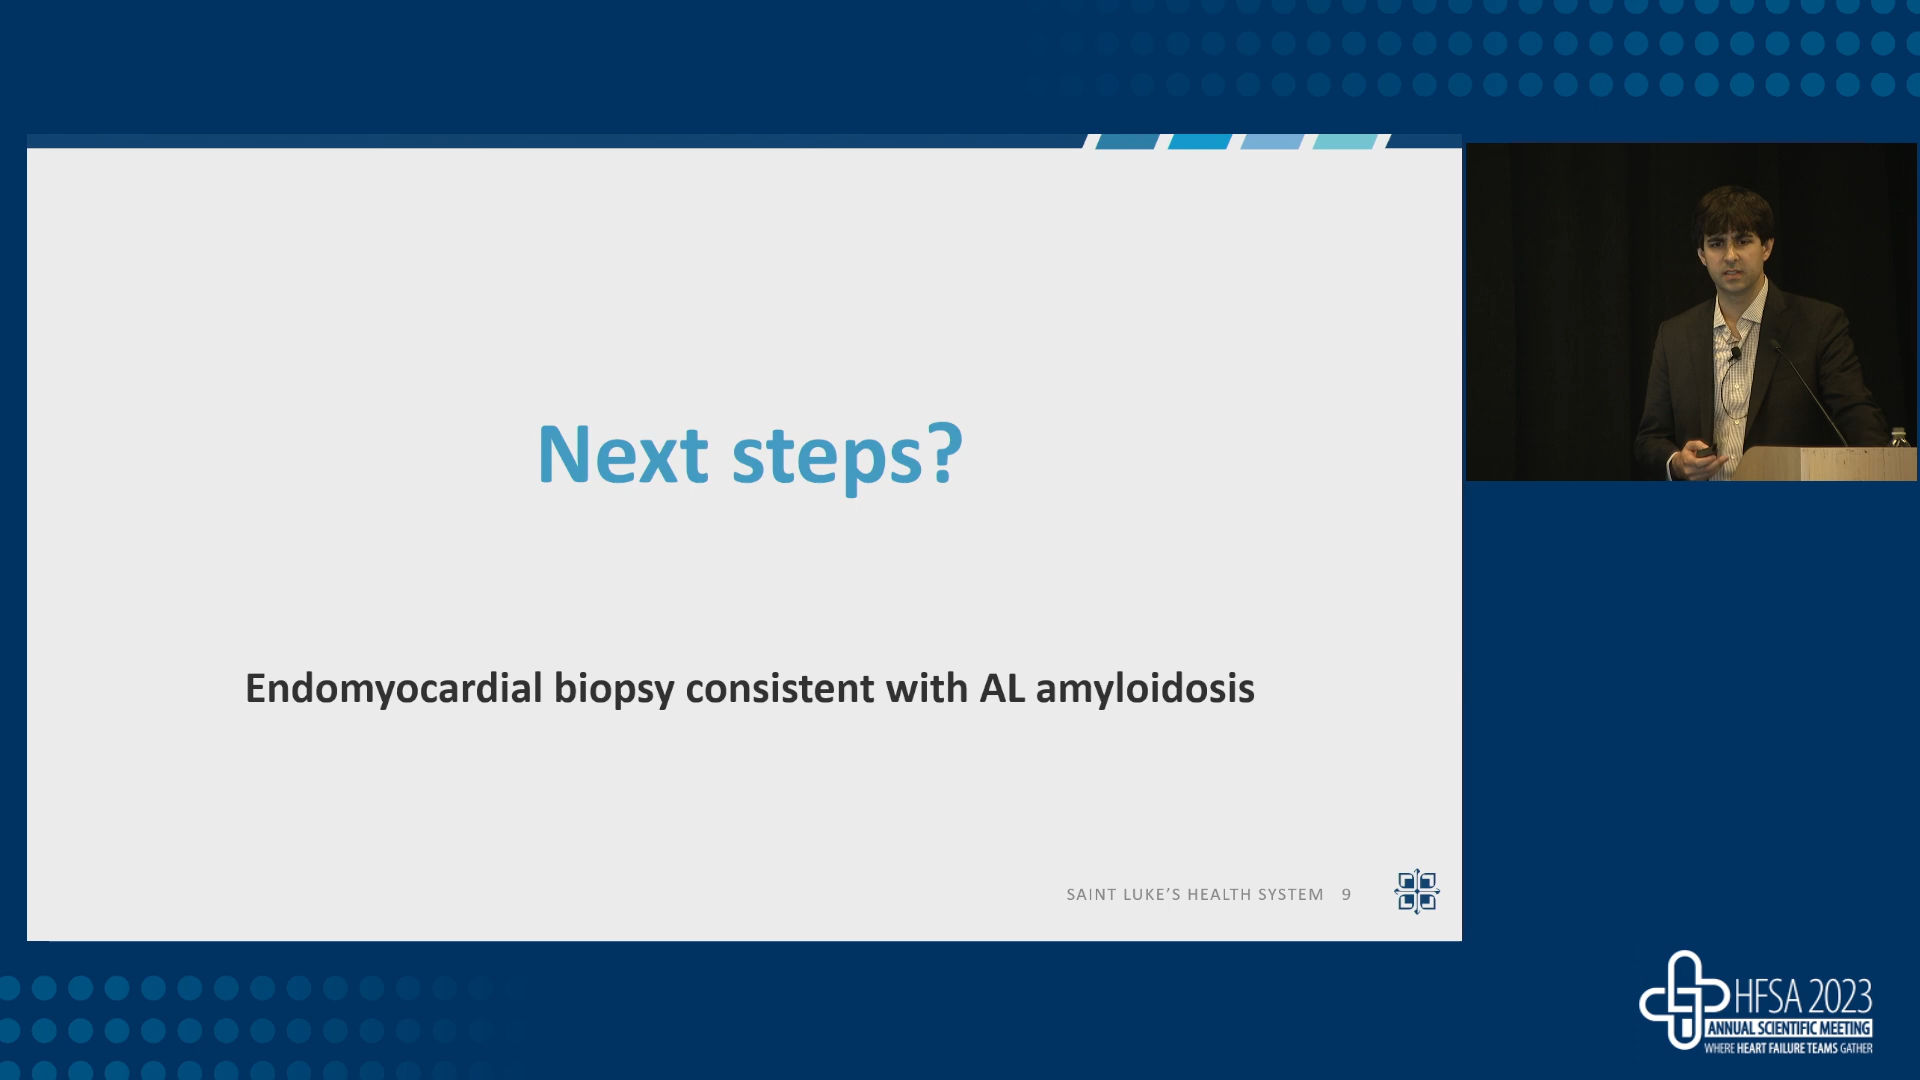 Next steps?
Endomyocardial biopsy consistent with AL amyloidosis
SAINT LUKE'S HEALTH SYSTEM 9
HFSA 2023
ANNUAL SCIENTIFIC MEETING
WHERE HEART FAILURE TEAMS GATHER